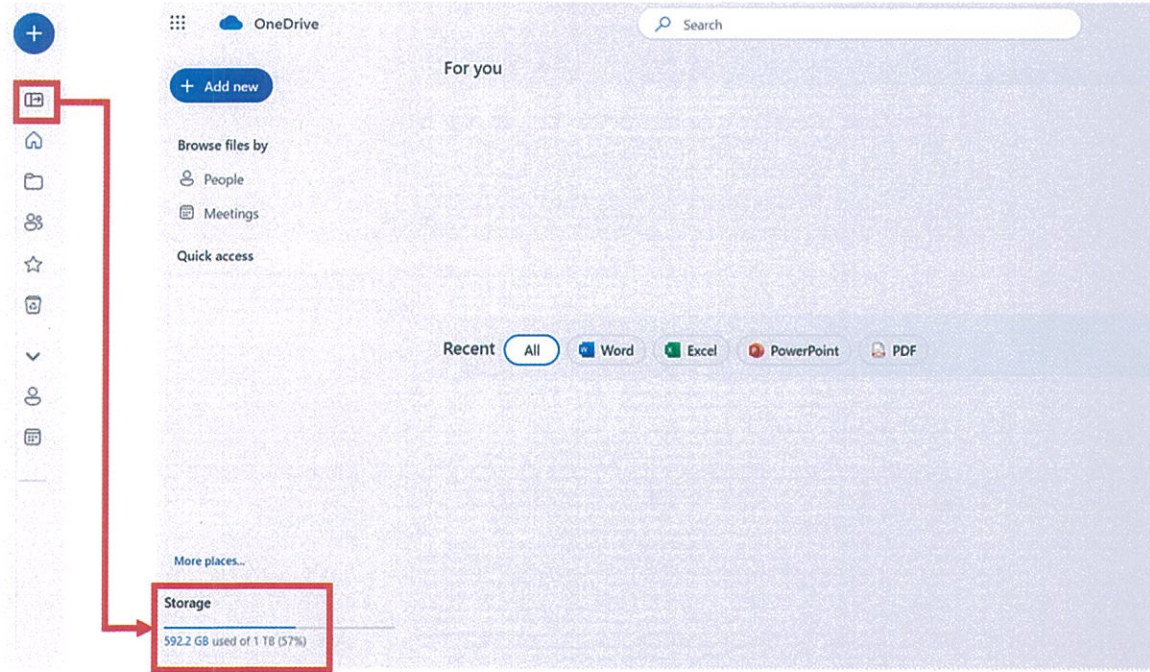 OneDrive
Search
+ Add new
For you
Browse files by
People
Meetings
Quick access
Recent All Word Excel PowerPoint PDF
More places...
Storage
592.2 GB used of 1 TB (57%)